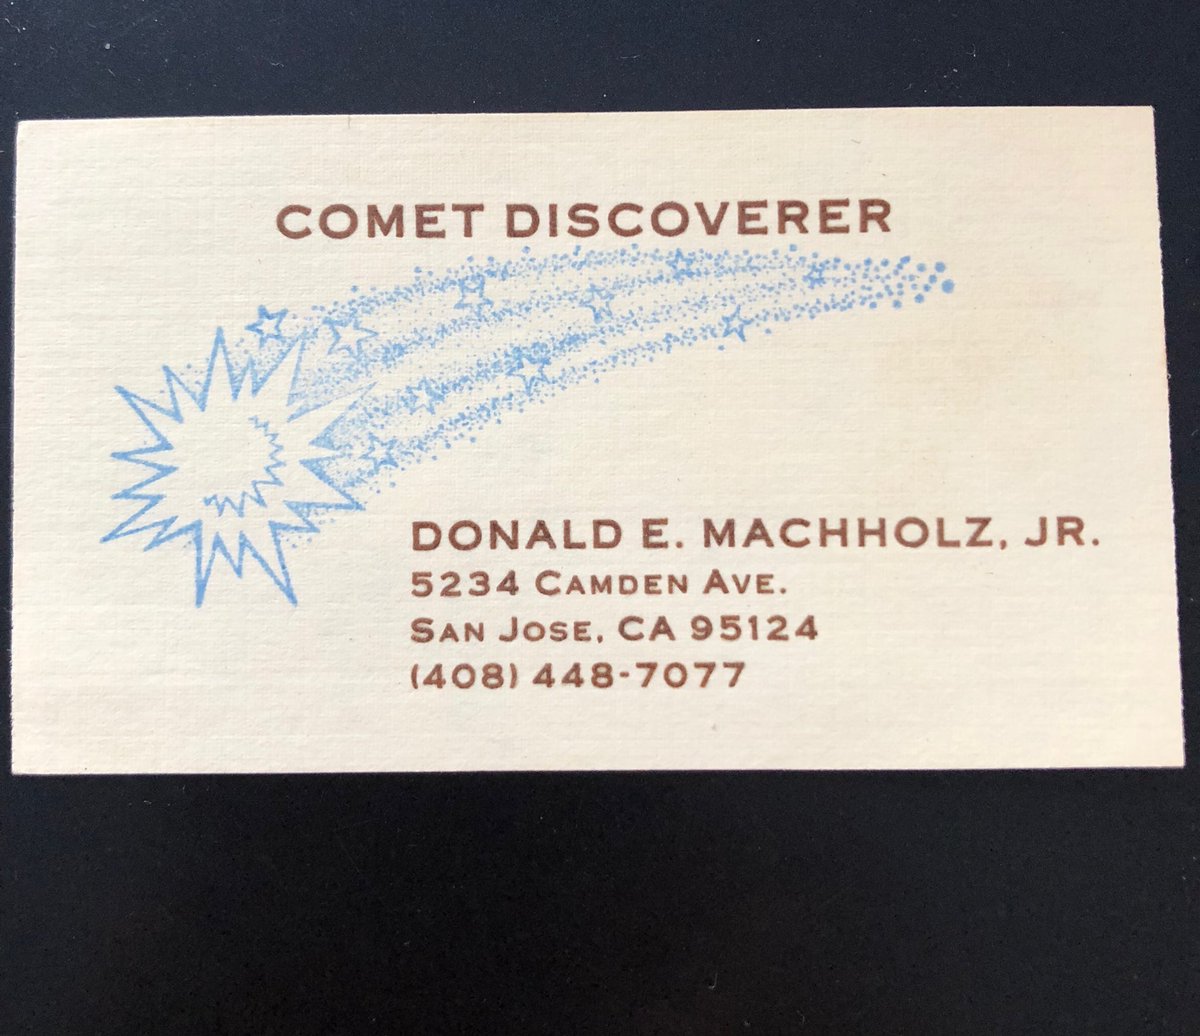 COMET DISCOVERER
DONALD E. MACHHOLZ, JR.
5234 CAMDEN AVE.
SAN JOSE, CA 95124
(408) 448-7077